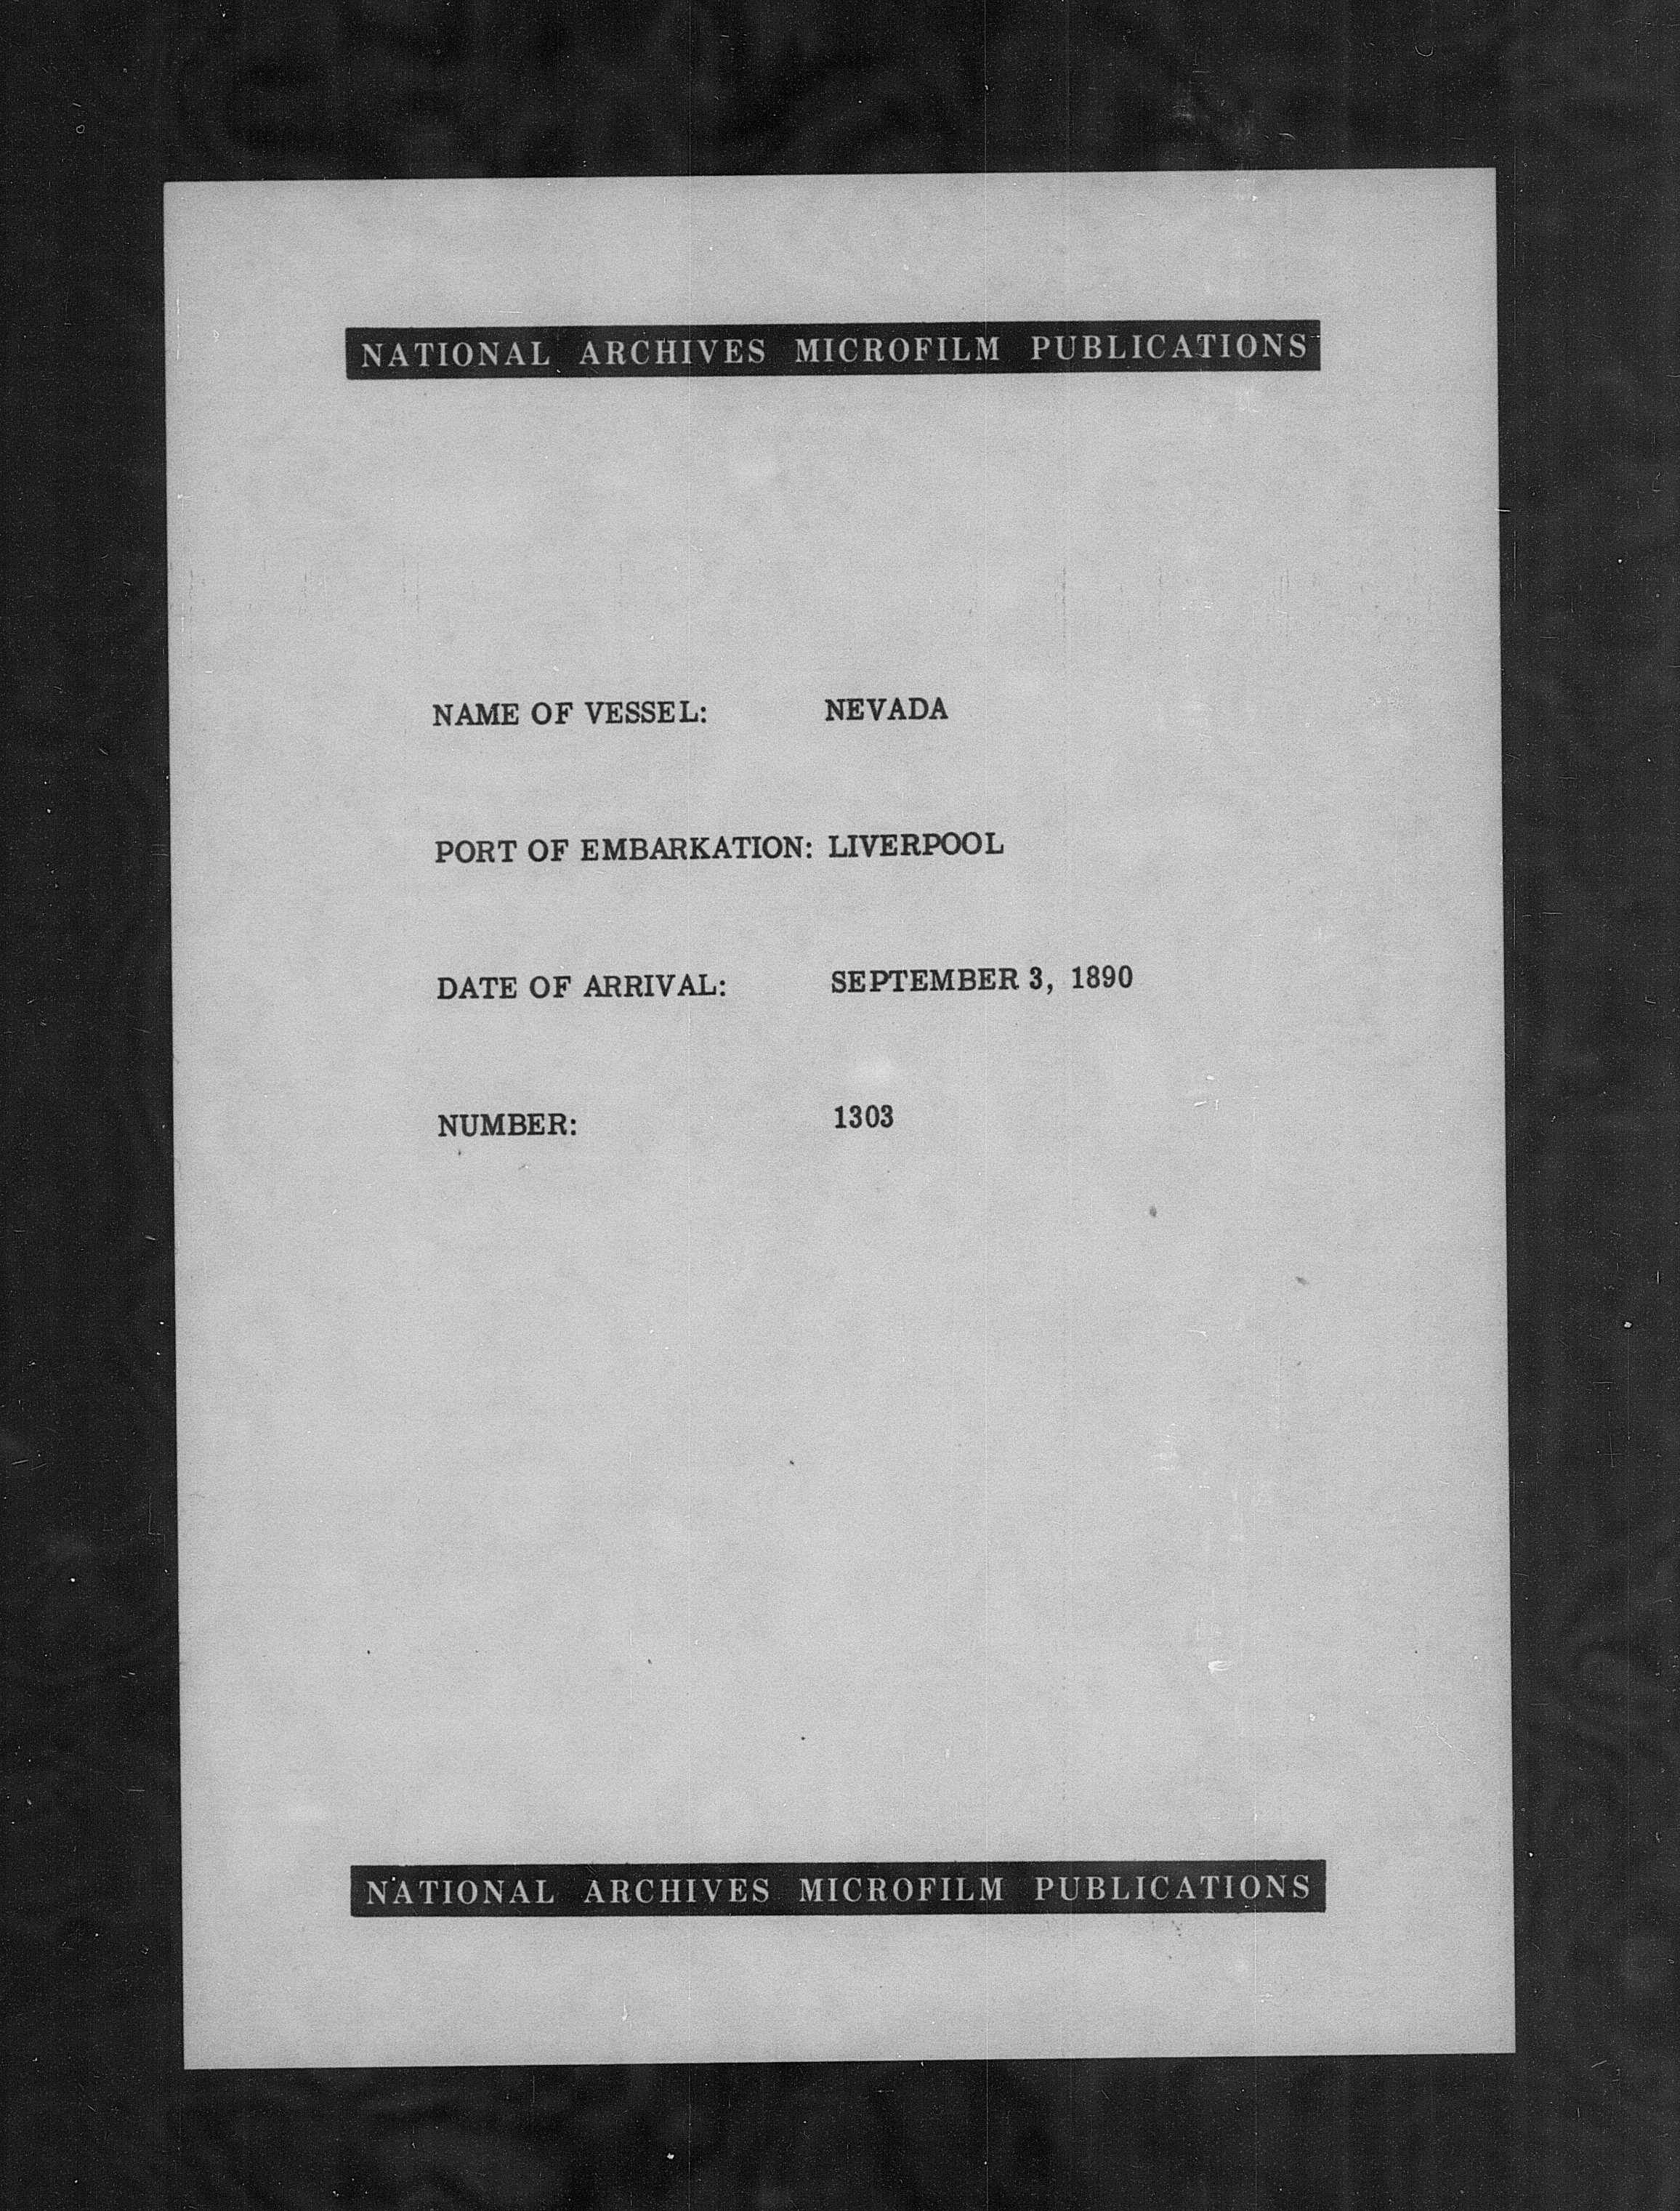 NATIONAL ARCHIVES MICROFILM PUBLICATIONS
NAME OF VESSEL: NEVADA
PORT OF EMBARKATION: LIVERPOOL
DATE OF ARRIVAL: SEPTEMBER 3, 1890
NUMBER: 1303
NATIONAL ARCHIVES MICROFILM PUBLICATIONS